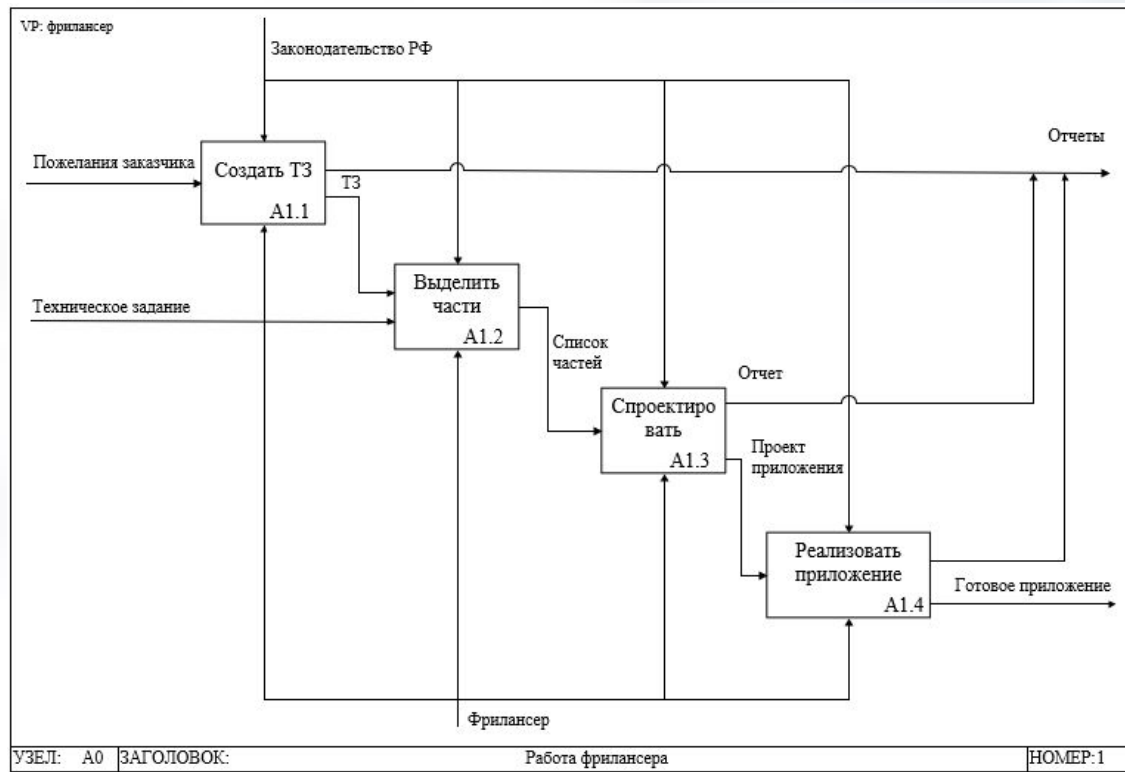 VP: фрилансер
Законодательство РФ
Отчеты
Пожелания заказчика
Создать ТЗ
ТЗ
А1.1
Выделить
части
А1.2
Техническое задание
Список
частей
Отчет
Спроектиро
вать
А1.3
Проект
приложения
Реализовать
приложение
А1.4
Готовое приложение
Фрилансер
УЗЕЛ: А0 ЗАГОЛОВОК: Работа фрилансера НОМЕР:1